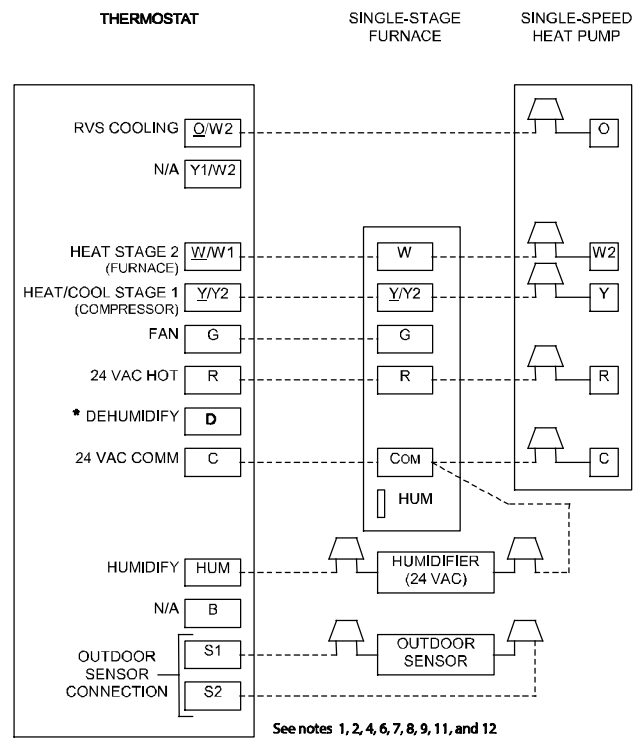 THERMOSTAT
SINGLE-STAGE
FURNACE
SINGLE-SPEED
HEAT PUMP
RVS COOLING O/W2 O
N/A Y1/W2
HEAT STAGE 2 W/W1 W W2
(FURNACE)
HEAT/COOL STAGE 1 Y/Y2 Y/Y2 Y
(COMPRESSOR)
FAN G G
24 VAC HOT R R R
* DEHUMIDIFY D
24 VAC COMM C COM C
HUM
HUMIDIFY HUM HUMIDIFIER
(24 VAC)
N/A B
S1 OUTDOOR
SENSOR
OUTDOOR
SENSOR
CONNECTION
S2
See notes 1, 2, 4, 6, 7, 8, 9, 11, and 12